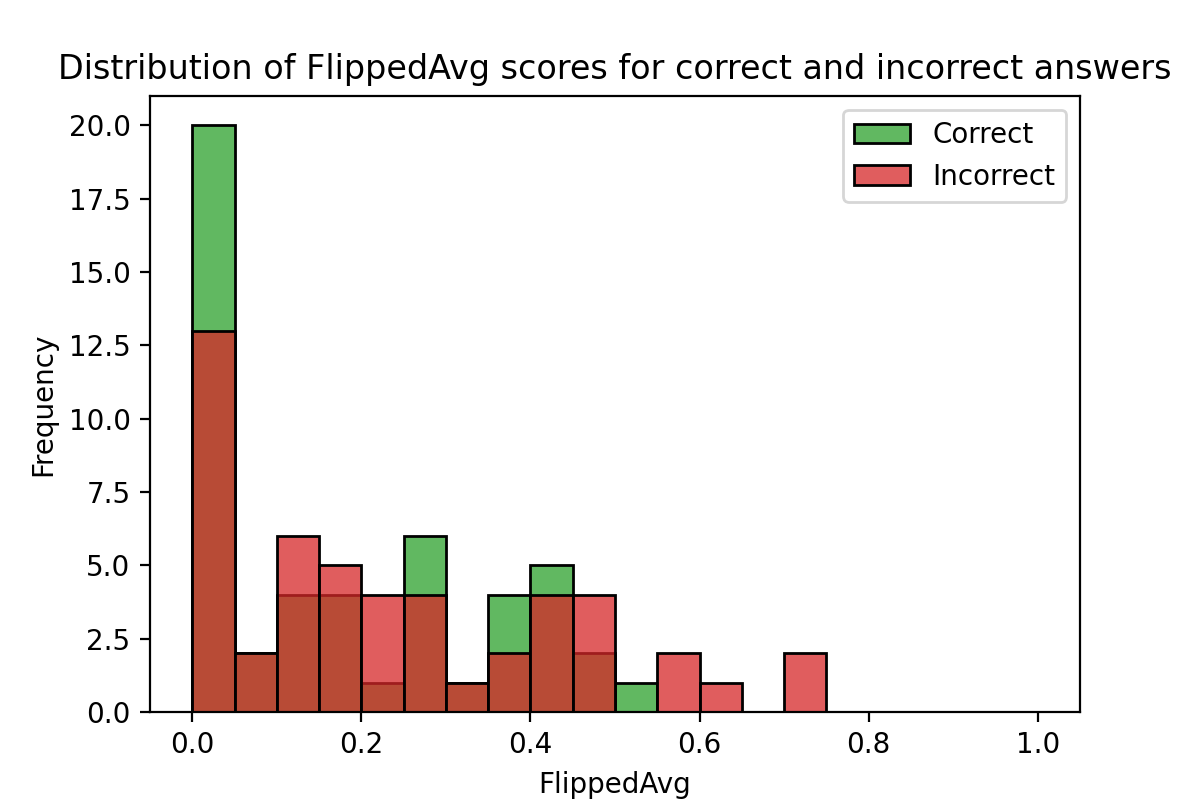 Distribution of FlippedAvg scores for correct and incorrect answers
Correct
Incorrect
Frequency
20.0
17.5
15.0
12.5
10.0
7.5
5.0
2.5
0.0
0.0 0.2 0.4 0.6 0.8 1.0
FlippedAvg